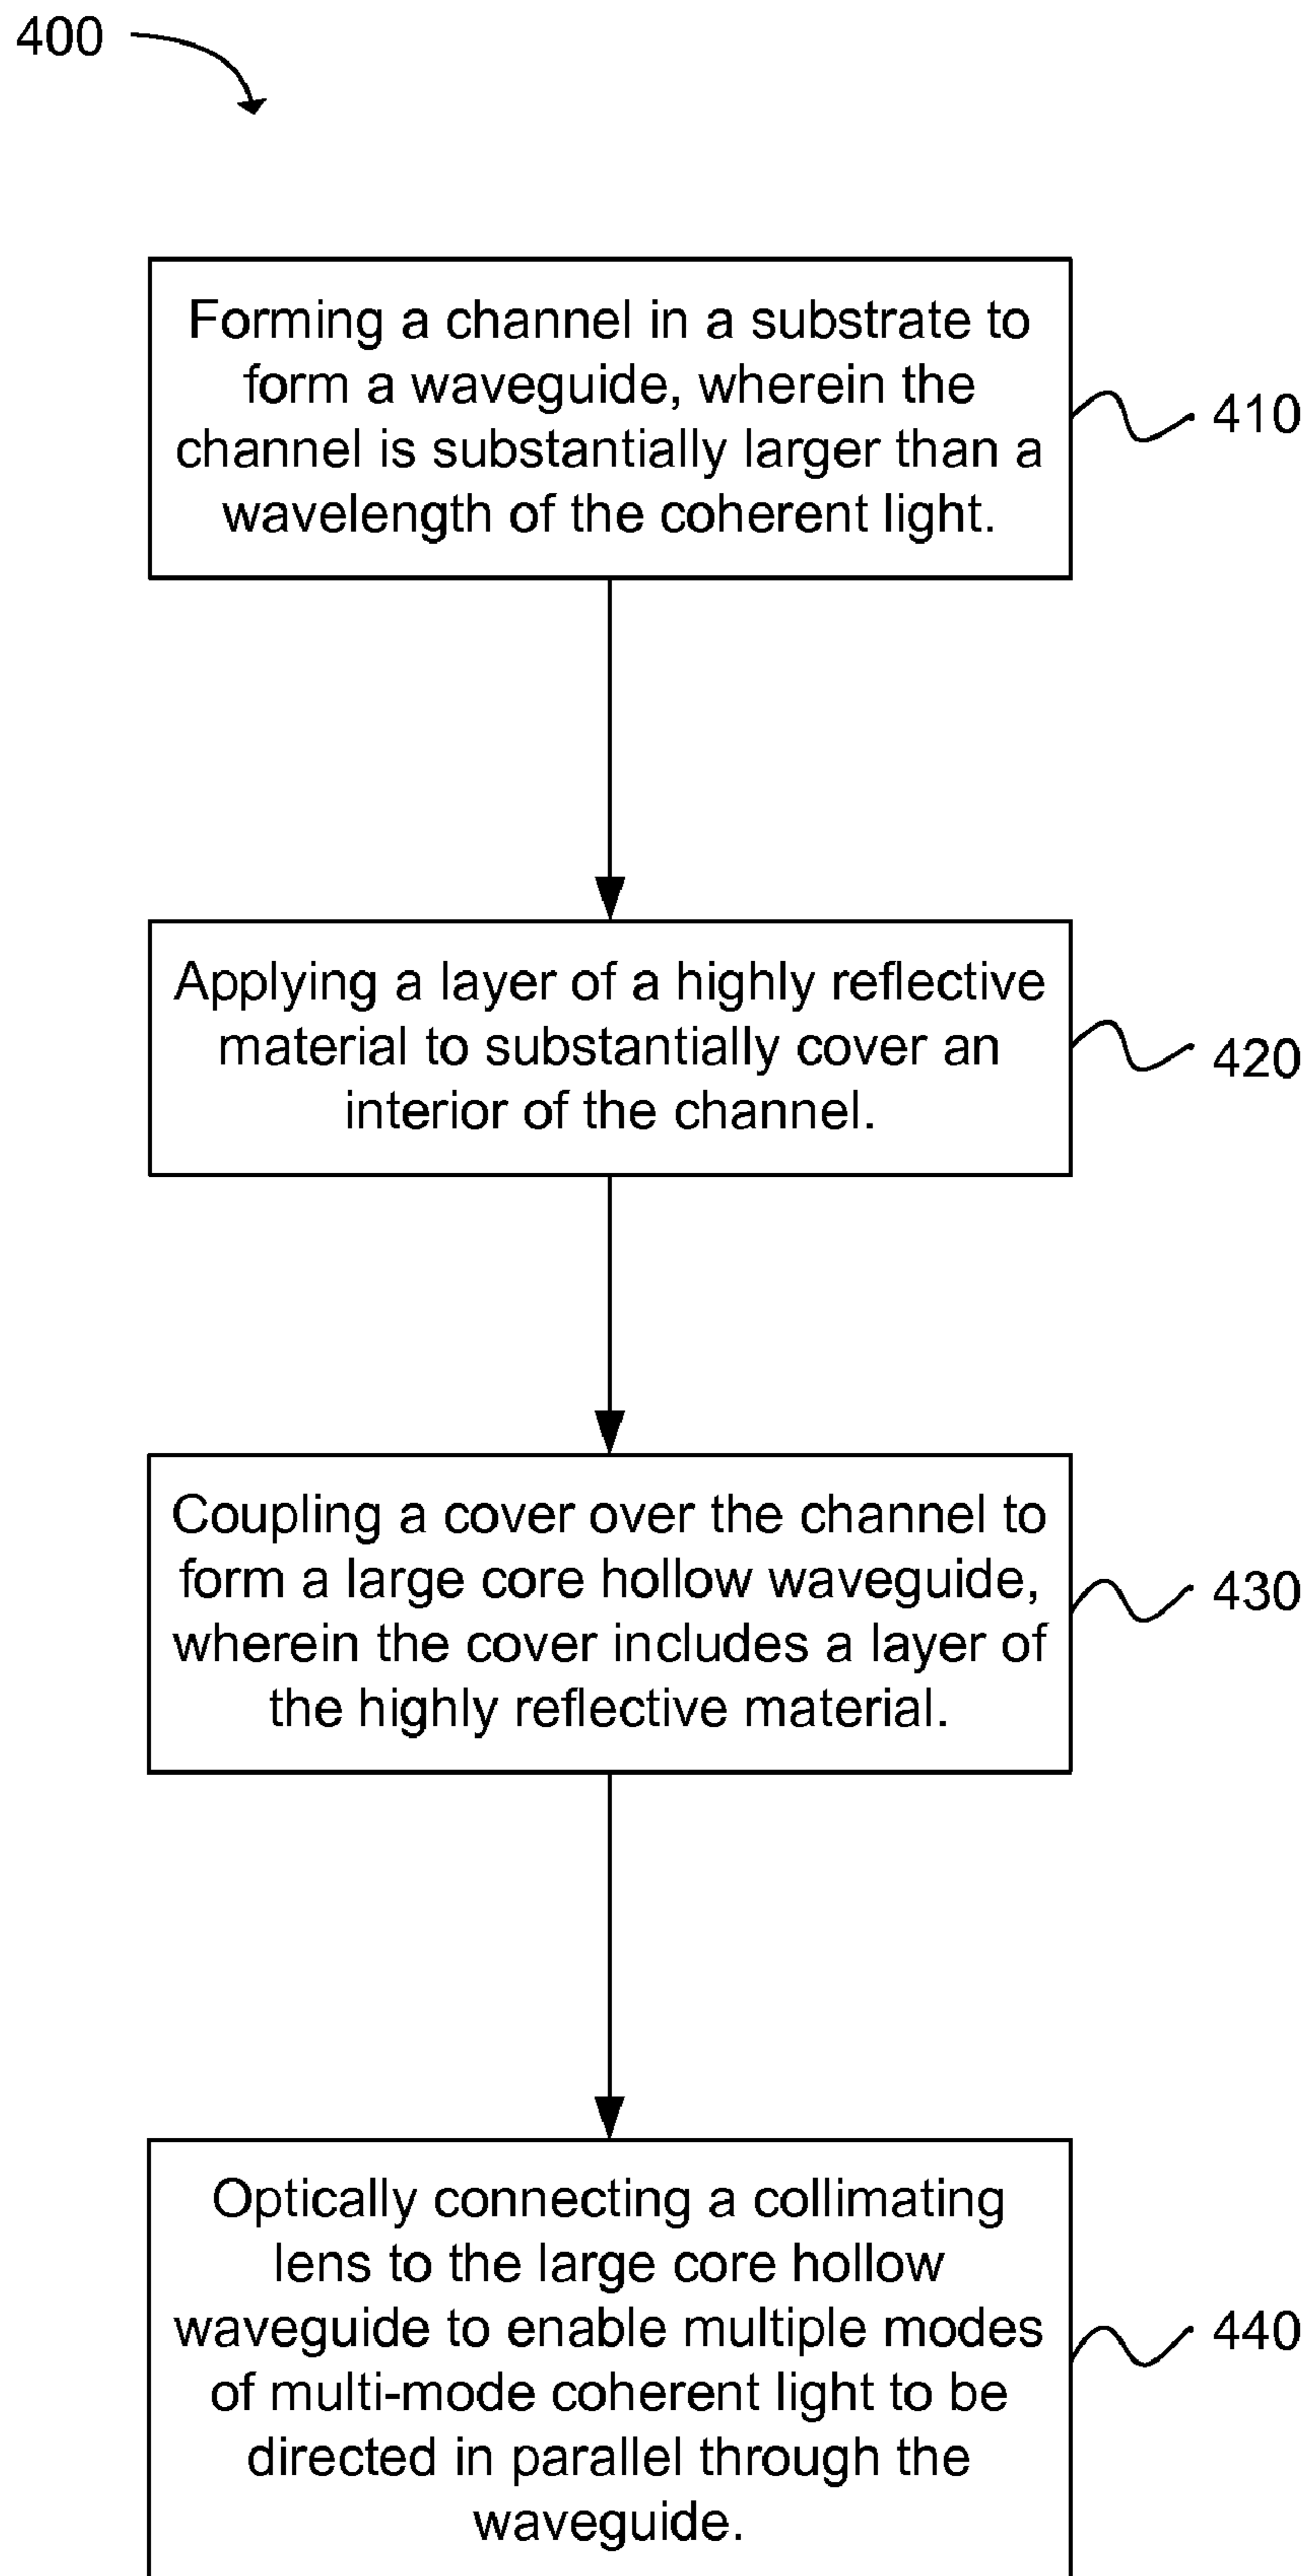 400
Forming a channel in a substrate to
form a waveguide, wherein the
channel is substantially larger than a
wavelength of the coherent light.
410
Applying a layer of a highly reflective
material to substantially cover an
interior of the channel.
420
Coupling a cover over the channel to
form a large core hollow waveguide,
wherein the cover includes a layer of
the highly reflective material.
430
Optically connecting a collimating
lens to the large core hollow
waveguide to enable multiple modes
of multi-mode coherent light to be
directed in parallel through the
waveguide.
440